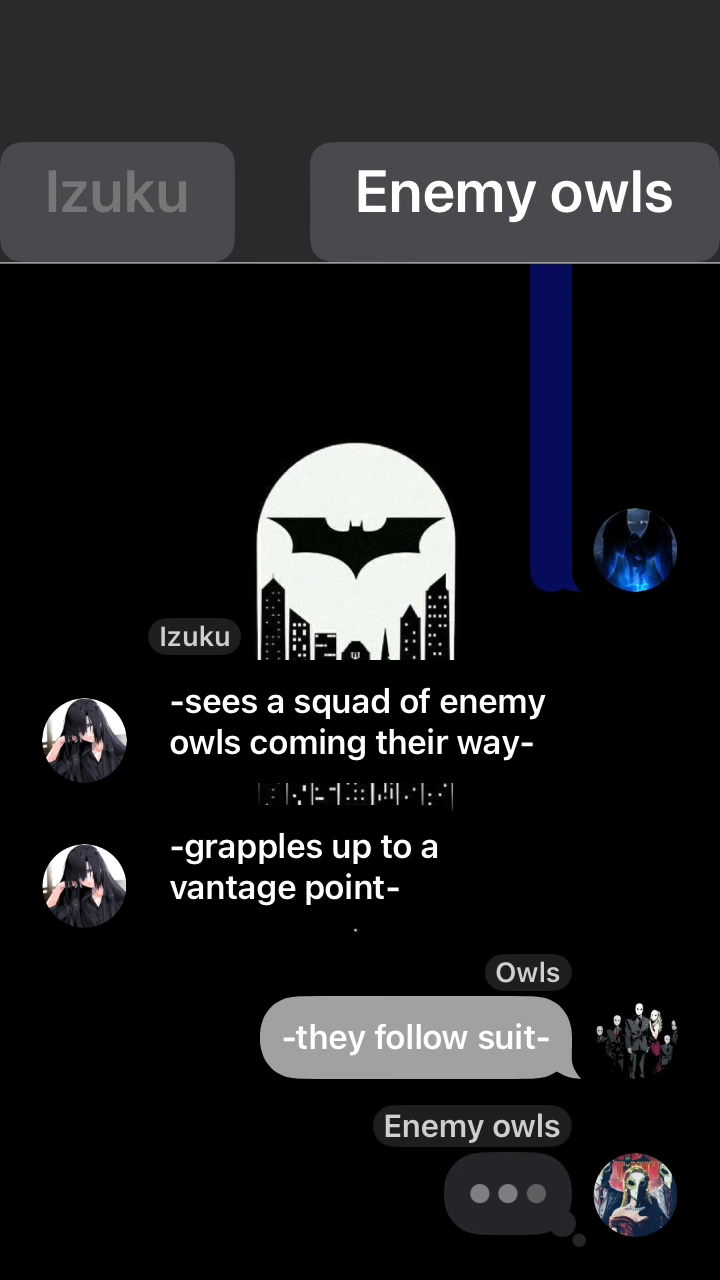 Izuku
Enemy owls
Izuku
-sees a squad of enemy
owls coming their way-
-grapples up to a
vantage point-
Owls
-they follow suit-
Enemy owls